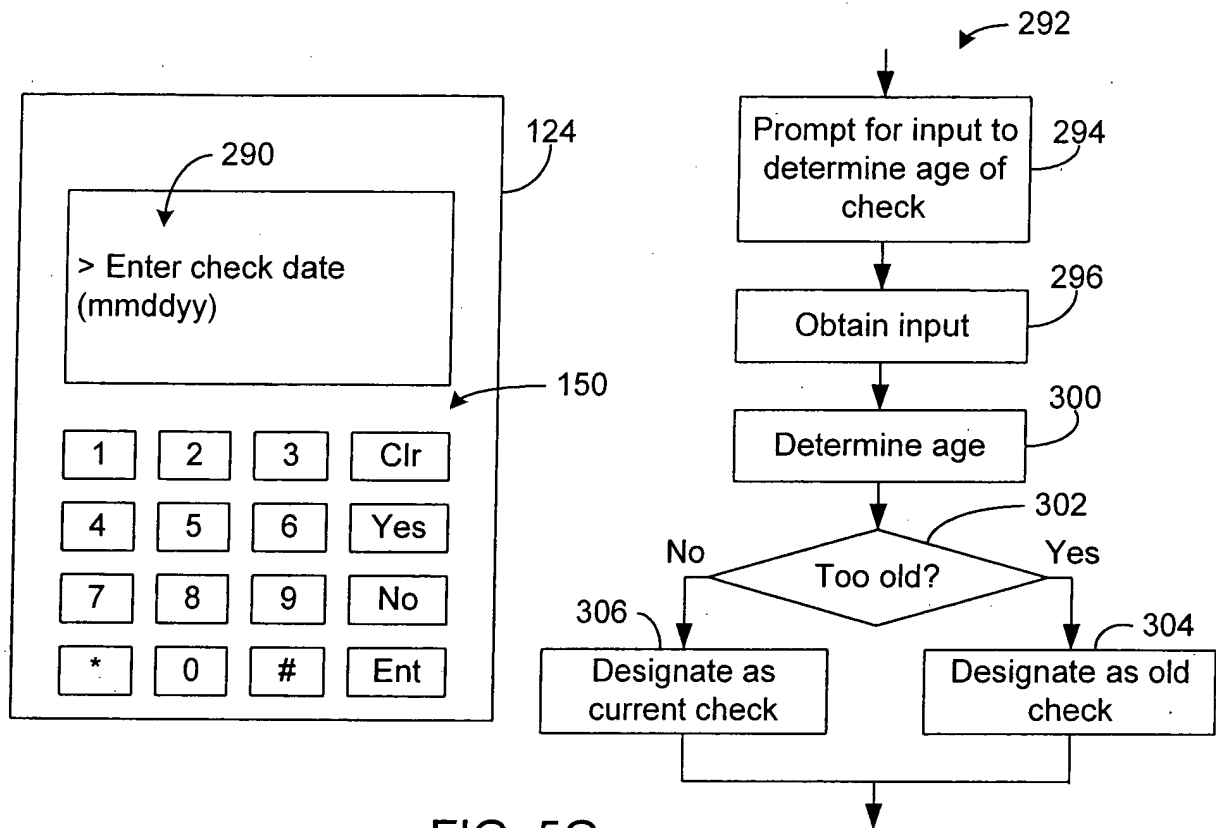 292
124
290
> Enter check date
(mmddyy)
150
1 2 3 Clr
4 5 6 Yes
7 8 9 No
* 0 # Ent
Prompt for input to
determine age of
check
294
Obtain input
296
Determine age
300
302
No
Too old?
Yes
306
Designate as
current check
304
Designate as old
check